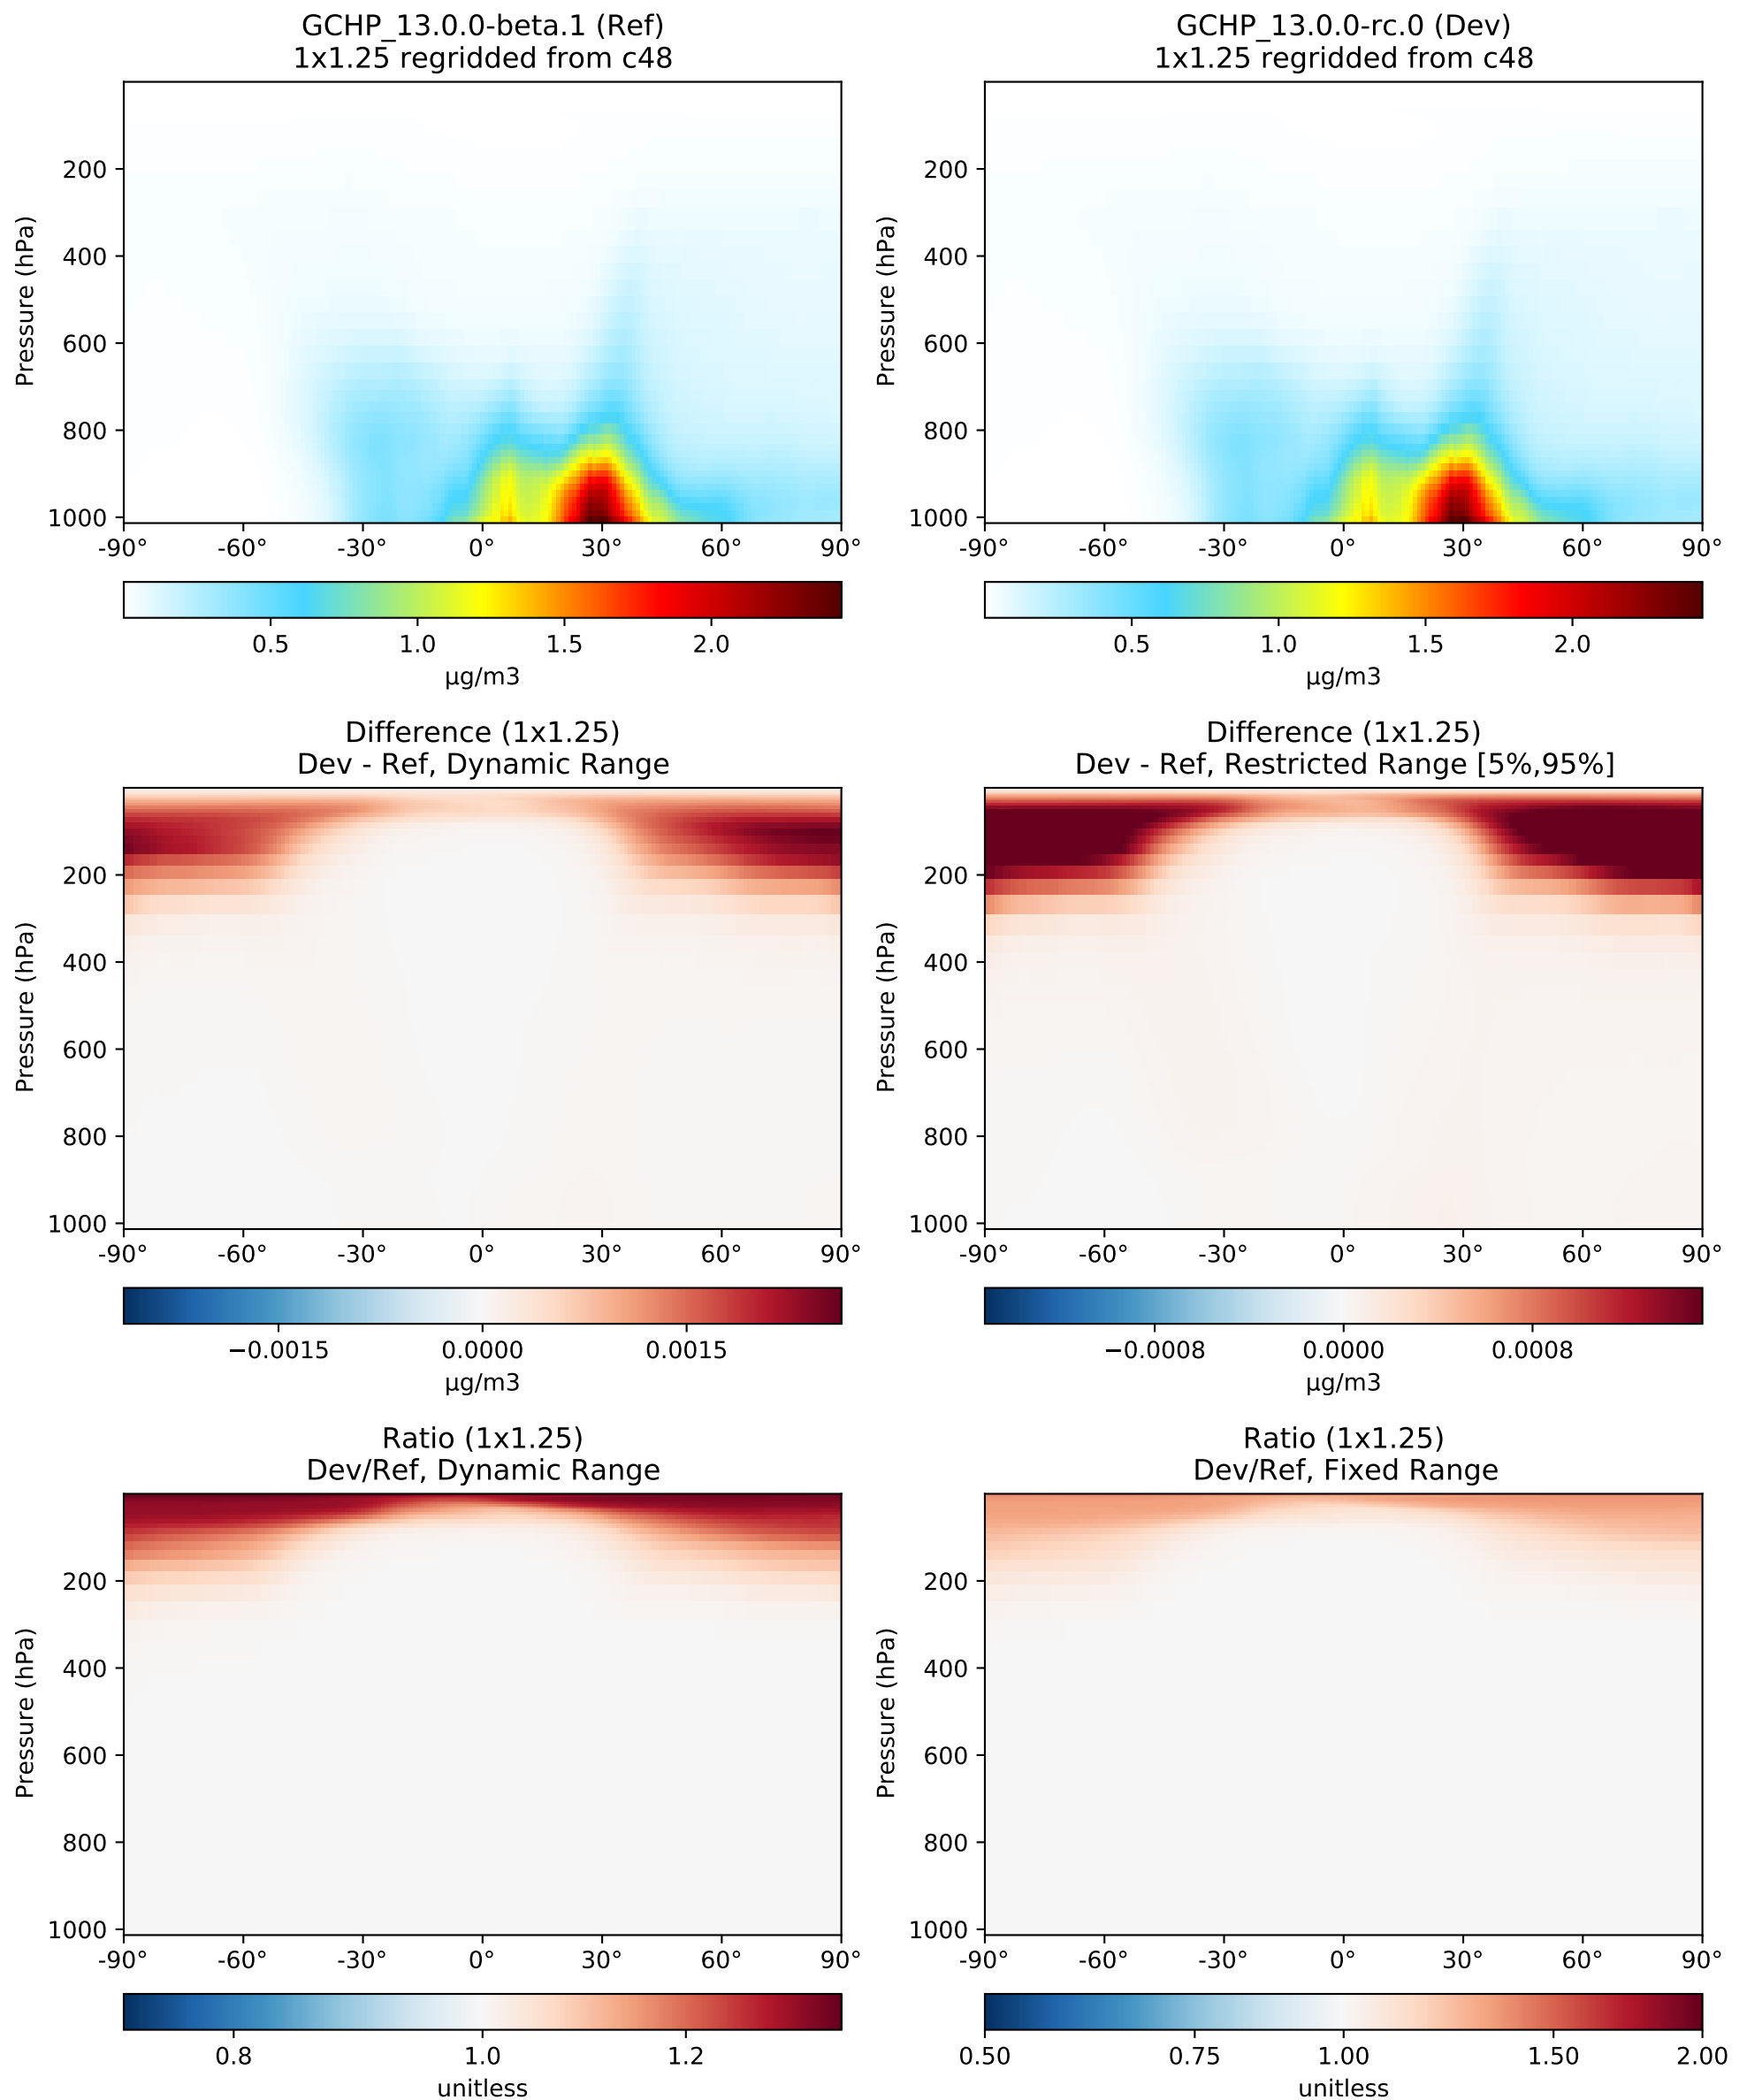 GCHP_13.0.0-beta.1 (Ref)
1x1.25 regridded from c48
Pressure (hPa)
200
400
600
800
1000
-90° -60° -30° 0° 30° 60° 90°
0.5 1.0 1.5 2.0
µg/m3
GCHP_13.0.0-rc.0 (Dev)
1x1.25 regridded from c48
Pressure (hPa)
200
400
600
800
1000
-90° -60° -30° 0° 30° 60° 90°
0.5 1.0 1.5 2.0
µg/m3
Difference (1x1.25)
Dev - Ref, Dynamic Range
Pressure (hPa)
200
400
600
800
1000
-90° -60° -30° 0° 30° 60° 90°
−0.0015 0.0000 0.0015
µg/m3
Difference (1x1.25)
Dev - Ref, Restricted Range [5%,95%]
Pressure (hPa)
200
400
600
800
1000
-90° -60° -30° 0° 30° 60° 90°
−0.0008 0.0000 0.0008
µg/m3
Ratio (1x1.25)
Dev/Ref, Dynamic Range
Pressure (hPa)
200
400
600
800
1000
-90° -60° -30° 0° 30° 60° 90°
0.8 1.0 1.2
unitless
Ratio (1x1.25)
Dev/Ref, Fixed Range
Pressure (hPa)
200
400
600
800
1000
-90° -60° -30° 0° 30° 60° 90°
0.50 0.75 1.00 1.50 2.00
unitless